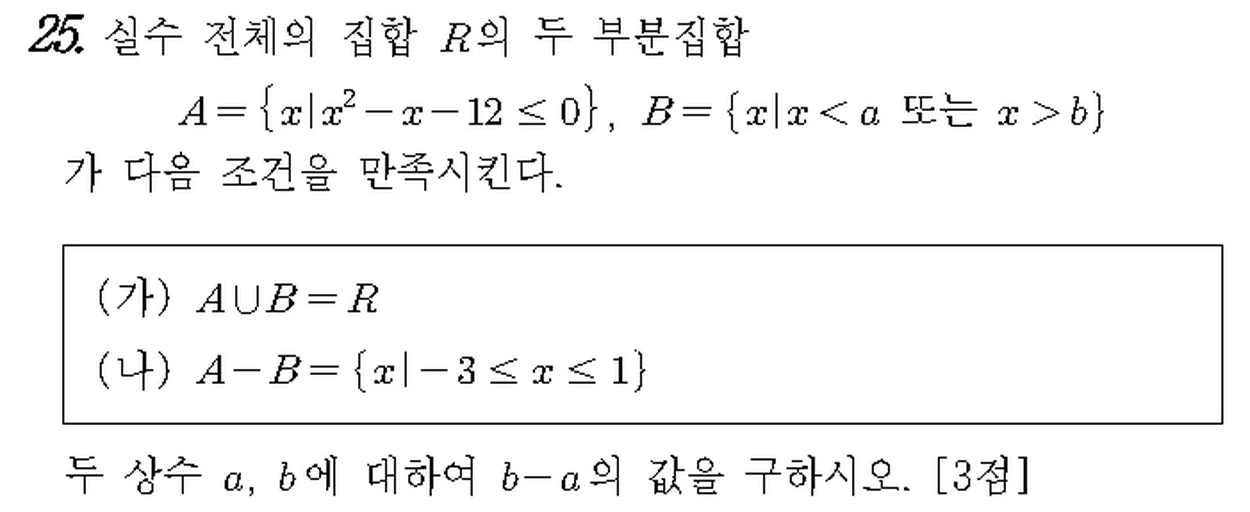 25. 실수 전체의 집합 R의 두 부분집합
A={x|x²-x-12≤0}, B={x|x<a 또는 x>b}
가 다음 조건을 만족시킨다.
(가) A∪B=R
(나) A-B={x|-3≤x≤1}
두 상수 a, b에 대하여 b-a의 값을 구하시오. [3점]